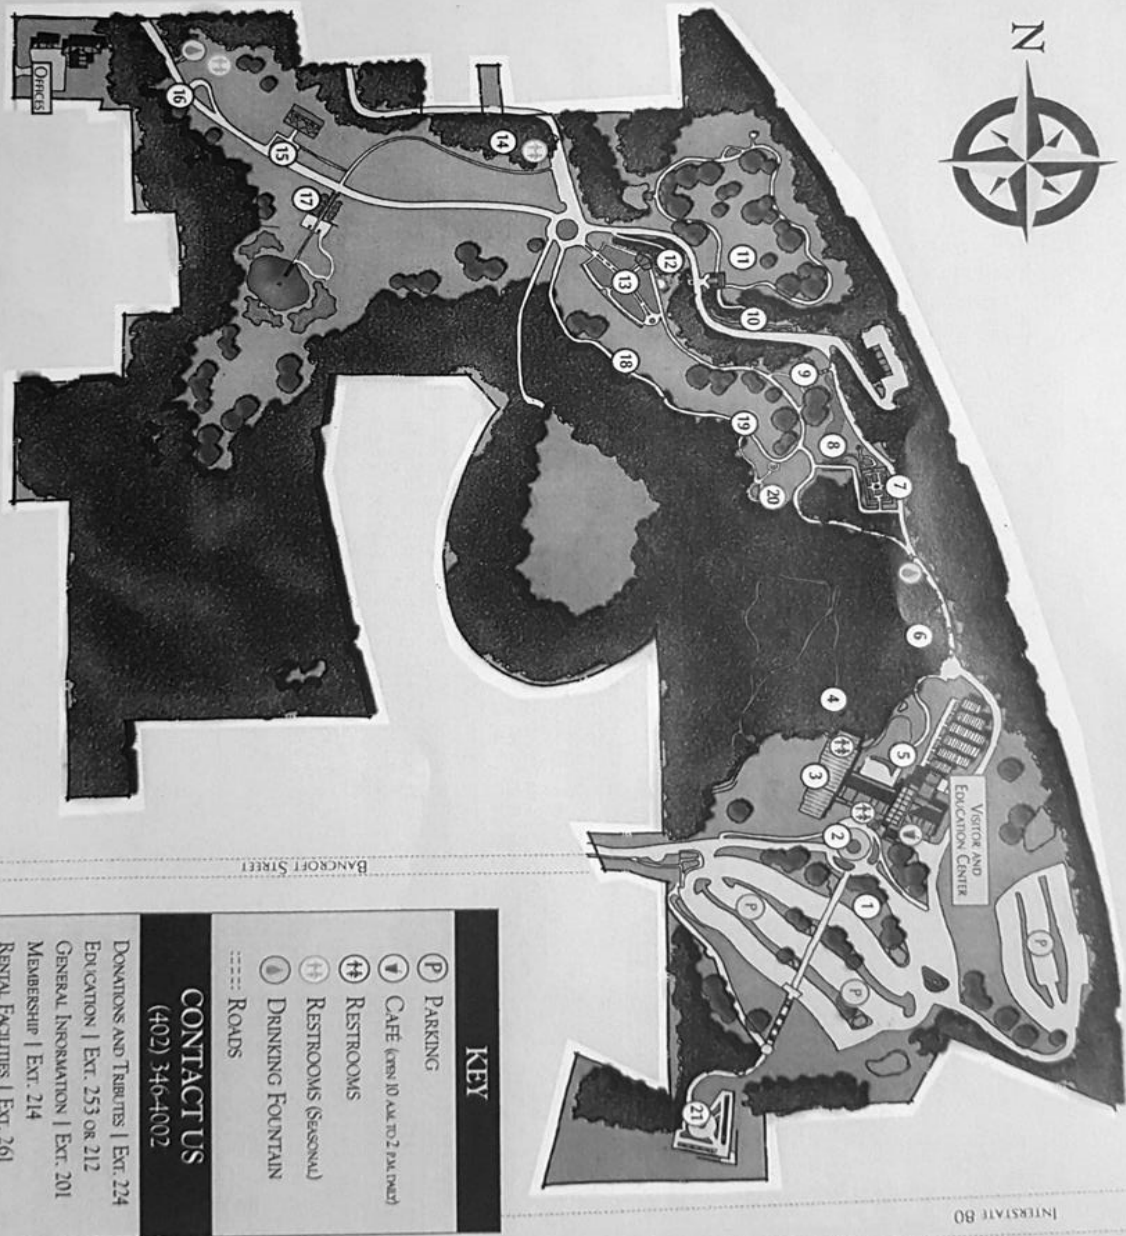 N
OFFICES
16
15
17
14
13
12
11
10
9
8
7
18
19
20
6
4
5
3
2
1
21
VISITOR AND
EDUCATION CENTER
P
P
P
BANCROFT STREET
INTERSTATE 80
KEY
P PARKING
CAFÉ (OPEN 10 A.M. TO 2 P.M. DAILY)
RESTROOMS
RESTROOMS (SEASONAL)
DRINKING FOUNTAIN
ROADS
CONTACT US
(402) 346-4002
DONATIONS AND TRIBUTES | EXT. 224
EDUCATION | EXT. 253 OR 212
GENERAL INFORMATION | EXT. 201
MEMBERSHIP | EXT. 214
RENTAL FACILITIES | EXT. 261